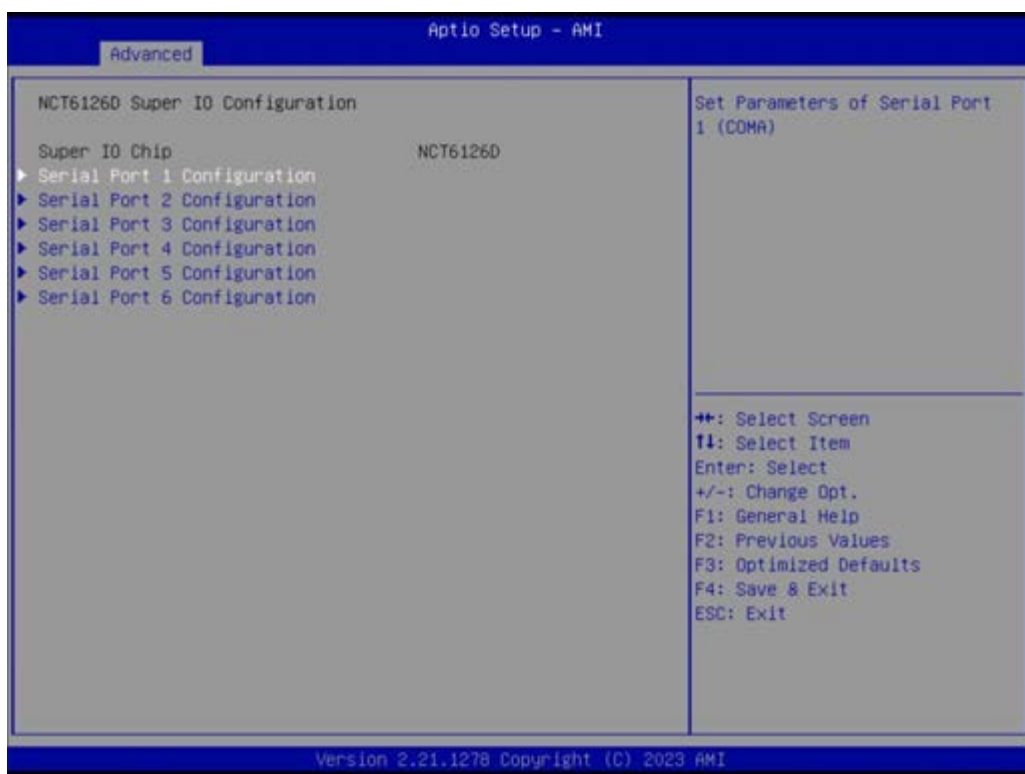 Aptio Setup - AMI
Advanced
NCT6126D Super IO Configuration
Super IO Chip NCT6126D
Serial Port 1 Configuration
Serial Port 2 Configuration
Serial Port 3 Configuration
Serial Port 4 Configuration
Serial Port 5 Configuration
Serial Port 6 Configuration
Set Parameters of Serial Port
1 (COMA)
→←: Select Screen
↑↓: Select Item
Enter: Select
+/-: Change Opt.
F1: General Help
F2: Previous Values
F3: Optimized Defaults
F4: Save & Exit
ESC: Exit
Version 2.21.1278 Copyright (C) 2023 AMI